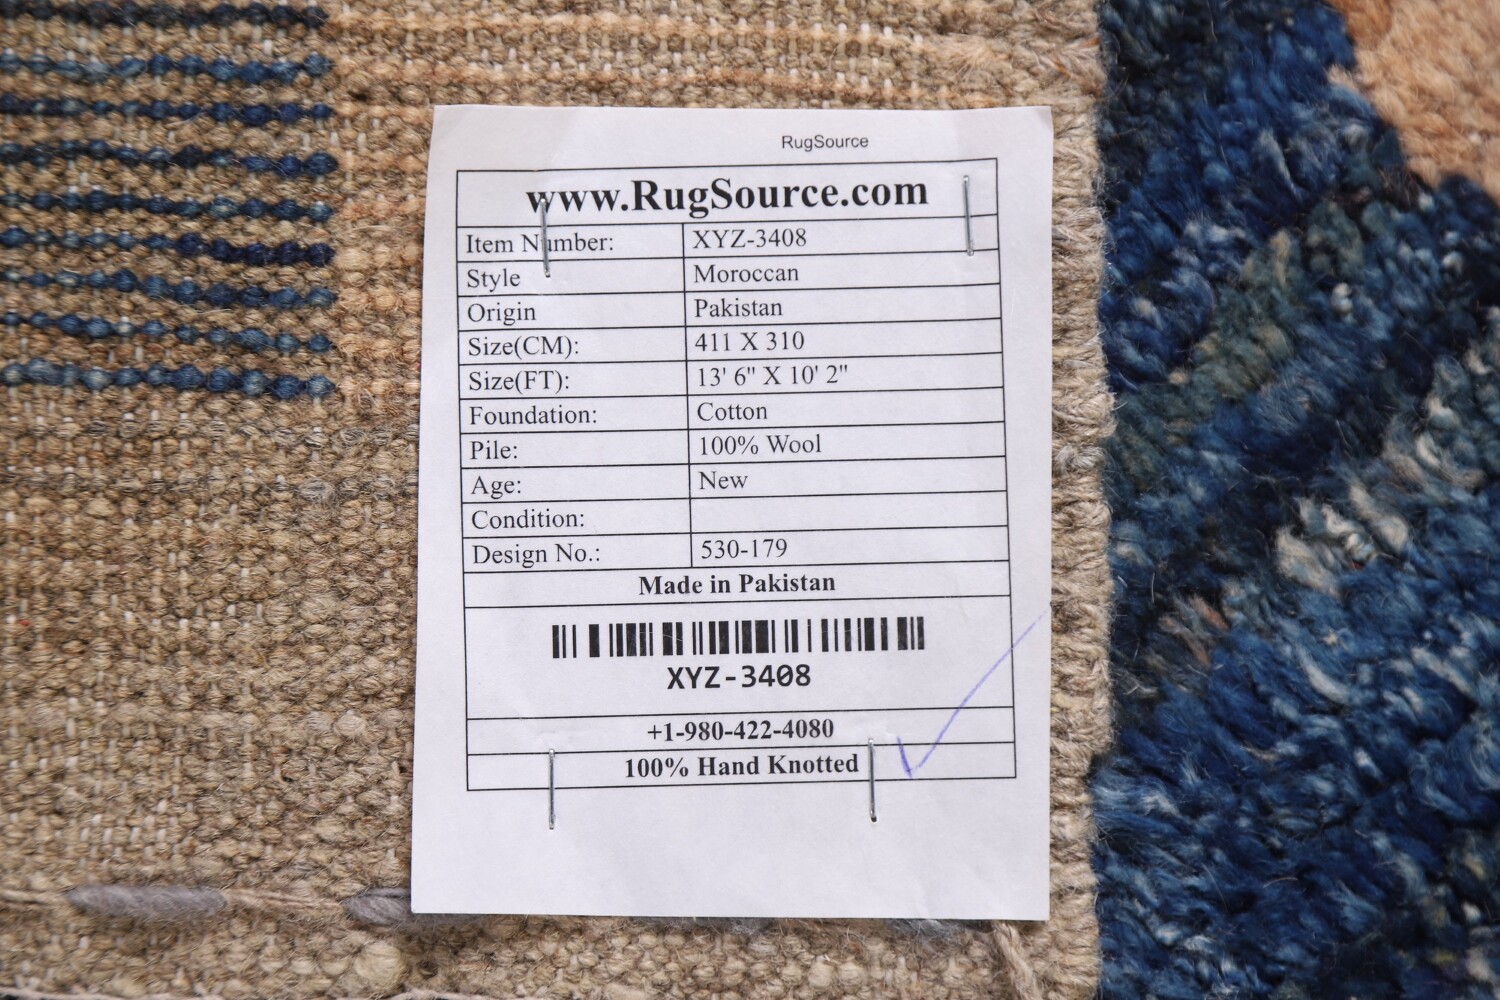 RugSource
www.RugSource.com
Item Number: XYZ-3408
Style Moroccan
Origin Pakistan
Size(CM): 411 X 310
Size(FT): 13' 6" X 10' 2"
Foundation: Cotton
Pile: 100% Wool
Age: New
Condition:
Design No.: 530-179
Made in Pakistan
XYZ-3408
+1-980-422-4080
100% Hand Knotted